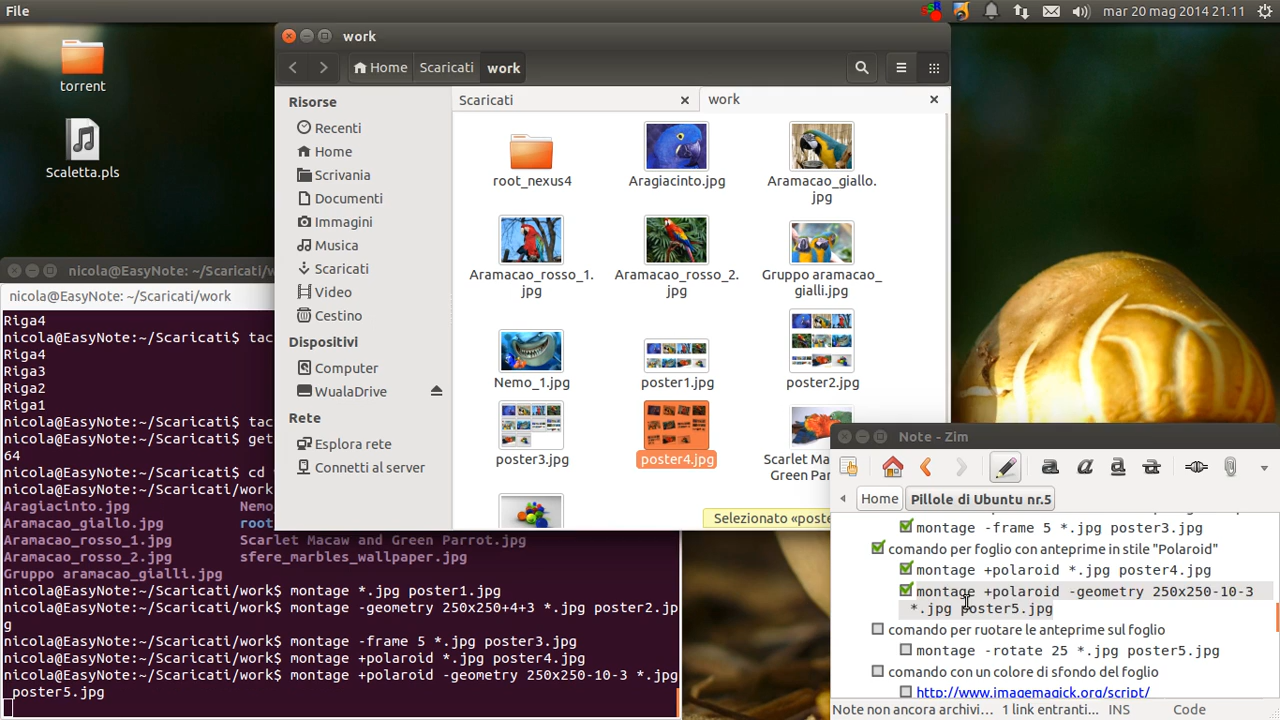 File
mar 20 mag 2014 21.11
torrent
Scaletta.pls
work
Home
Scaricati
work
Risorse
Recenti
Home
Scrivania
Documenti
Immagini
Musica
Scaricati
Video
Cestino
Dispositivi
Computer
WualaDrive
Rete
Esplora rete
Connetti al server
Scaricati
work
root_nexus4
Aragiacinto.jpg
Aramacao_giallo.
jpg
Aramacao_rosso_1.
jpg
Aramacao_rosso_2.
jpg
Gruppo aramacao_
gialli.jpg
Nemo_1.jpg
poster1.jpg
poster2.jpg
poster3.jpg
poster4.jpg
Scarlet Ma
Green Par
Selezionato «poste
nicola@EasyNote: ~/Scaricati/w
nicola@EasyNote: ~/Scaricati/work
Riga4
nicola@EasyNote:~/Scaricati$ tac
Riga4
Riga3
Riga2
Riga1
nicola@EasyNote:~/Scaricati$ tac
nicola@EasyNote:~/Scaricati$ get
64
nicola@EasyNote:~/Scaricati$ cd
nicola@EasyNote:~/Scaricati/work
Aragiacinto.jpg Nem
Aramacao_giallo.jpg root
Aramacao_rosso_1.jpg Scarlet Macaw and Green Parrot.jpg
Aramacao_rosso_2.jpg sfere_marbles_wallpaper.jpg
Gruppo aramacao_gialli.jpg
nicola@EasyNote:~/Scaricati/work$ montage *.jpg poster1.jpg
nicola@EasyNote:~/Scaricati/work$ montage -geometry 250x250+4+3 *.jpg poster2.jp
g
nicola@EasyNote:~/Scaricati/work$ montage -frame 5 *.jpg poster3.jpg
nicola@EasyNote:~/Scaricati/work$ montage +polaroid *.jpg poster4.jpg
nicola@EasyNote:~/Scaricati/work$ montage +polaroid -geometry 250x250-10-3 *.jpg
poster5.jpg
Note - Zim
Home
Pillole di Ubuntu nr.5
montage -frame 5 *.jpg poster3.jpg
comando per foglio con anteprime in stile "Polaroid"
montage +polaroid *.jpg poster4.jpg
montage +polaroid -geometry 250x250-10-3
*.jpg poster5.jpg
comando per ruotare le anteprime sul foglio
montage -rotate 25 *.jpg poster5.jpg
comando con un colore di sfondo del foglio
http://www.imagemagick.org/script/
Note non ancora archivi... 1 link entranti... INS Code